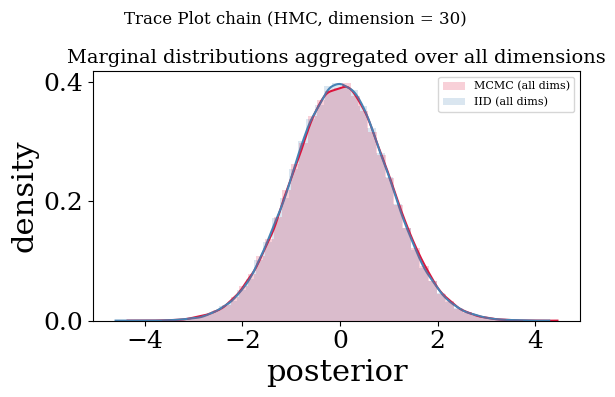 Trace Plot chain (HMC, dimension = 30)
Marginal distributions aggregated over all dimensions
MCMC (all dims)
IID (all dims)
density
0.4
0.2
0.0
−4 −2 0 2 4
posterior